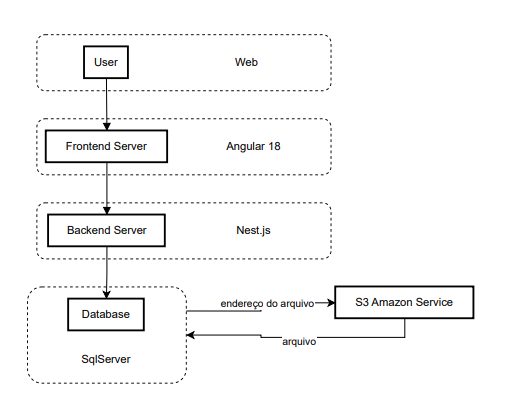 User
Web
Frontend Server
Angular 18
Backend Server
Nest.js
Database
SqlServer
endereço do arquivo
S3 Amazon Service
arquivo